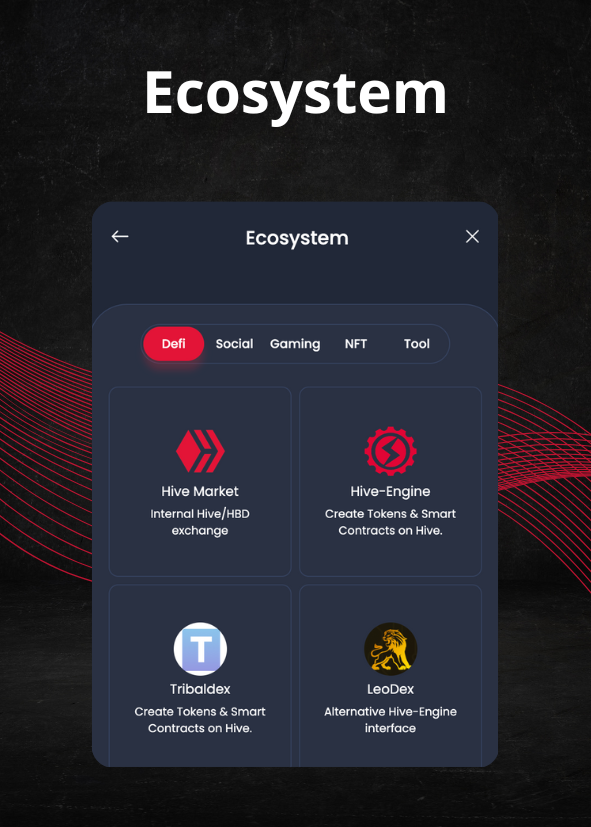 Ecosystem
Ecosystem
Defi Social Gaming NFT Tool
Hive Market
Internal Hive/HBD
exchange
Hive-Engine
Create Tokens & Smart
Contracts on Hive.
T
Tribaldex
Create Tokens & Smart
Contracts on Hive.
LeoDex
Alternative Hive-Engine
interface